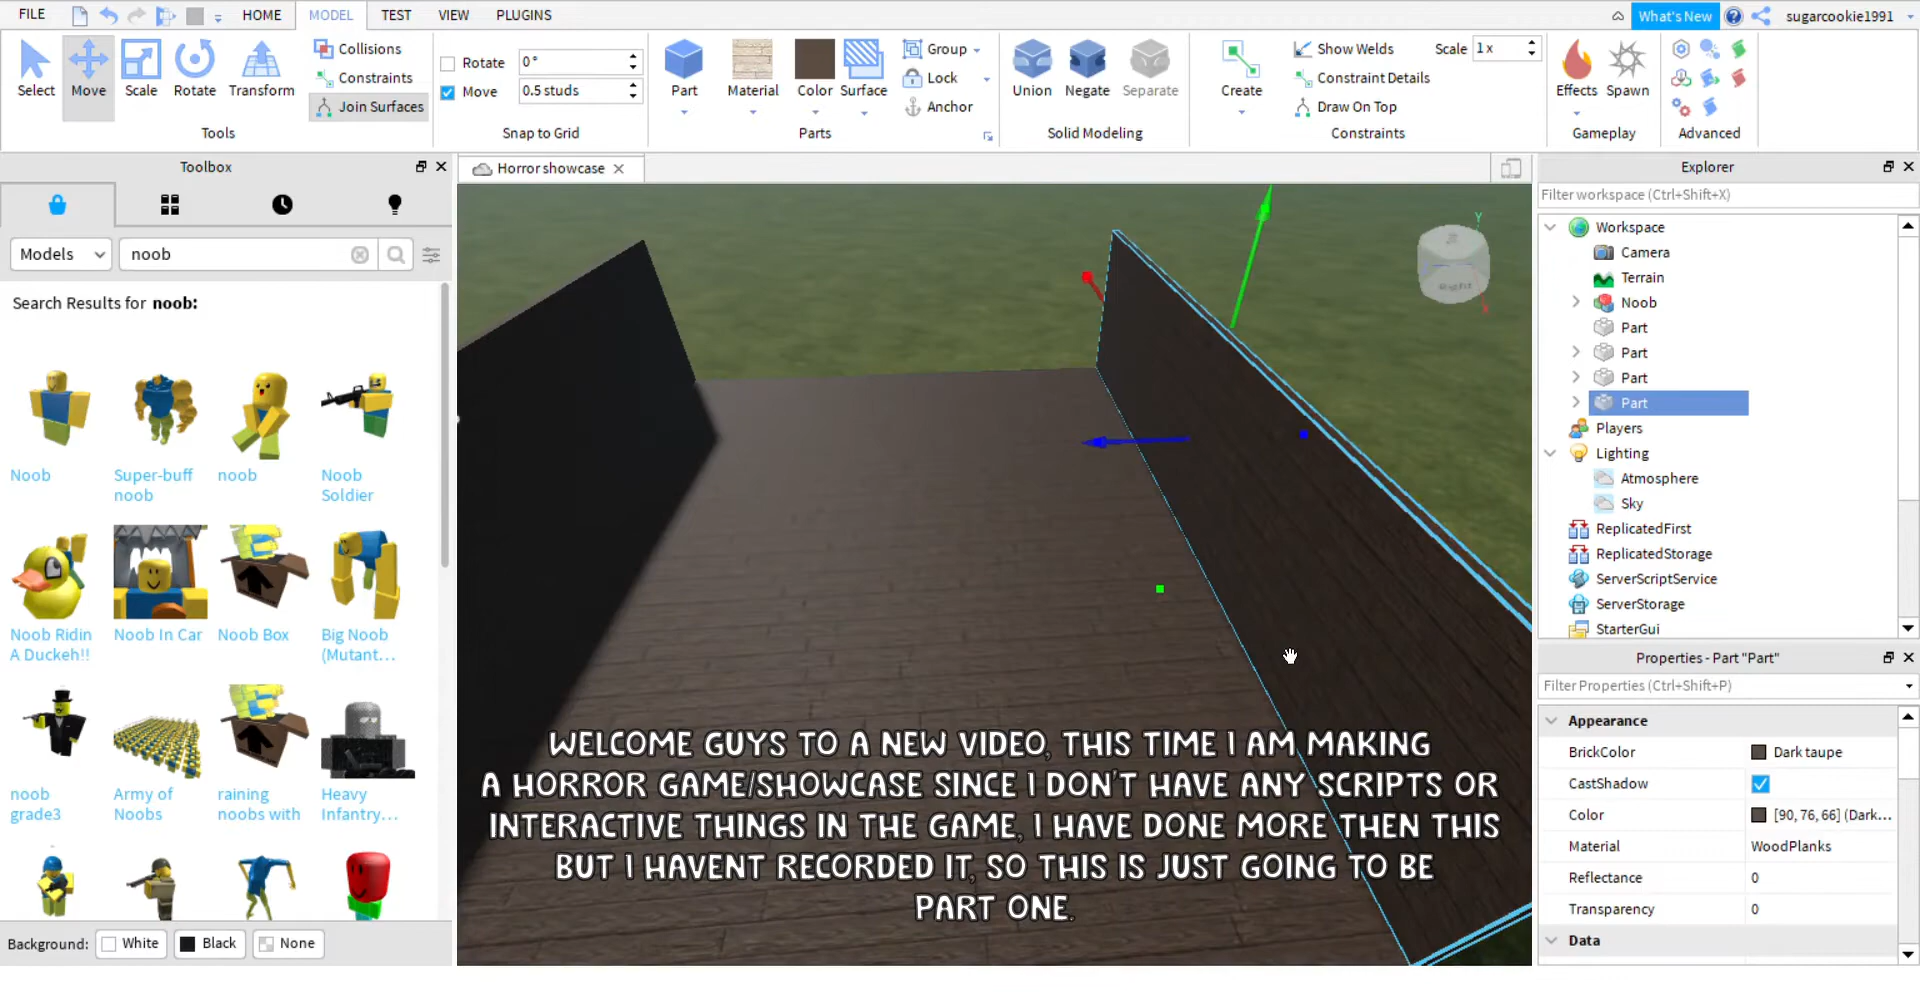 FILE
HOME
MODEL
TEST
VIEW
PLUGINS
What's New
sugarcookie1991
Select
Move
Scale
Rotate
Transform
Collisions
Constraints
Join Surfaces
Tools
Rotate
0 °
Move
0.5 studs
Snap to Grid
Part
Material
Color
Surface
Group
Lock
Anchor
Parts
Union
Negate
Separate
Solid Modeling
Create
Show Welds
Scale
1 x
Constraint Details
Draw On Top
Constraints
Effects
Spawn
Gameplay
Advanced
Toolbox
Models
noob
Search Results for noob:
Noob
Super-buff
noob
noob
Noob
Soldier
Noob Ridin
A Duckeh!!
Noob In Car
Noob Box
Big Noob
(Mutant...
noob
grade3
Army of
Noobs
raining
noobs with
Heavy
Infantry...
Background:
White
Black
None
Horror showcase
Y
WELCOME GUYS TO A NEW VIDEO, THIS TIME I AM MAKING
A HORROR GAME/SHOWCASE SINCE I DON'T HAVE ANY SCRIPTS OR
INTERACTIVE THINGS IN THE GAME, I HAVE DONE MORE THEN THIS
BUT I HAVENT RECORDED IT, SO THIS IS JUST GOING TO BE
PART ONE.
Explorer
Filter workspace (Ctrl+Shift+X)
Workspace
Camera
Terrain
Noob
Part
Part
Part
Part
Players
Lighting
Atmosphere
Sky
ReplicatedFirst
ReplicatedStorage
ServerScriptService
ServerStorage
StarterGui
Properties - Part "Part"
Filter Properties (Ctrl+Shift+P)
Appearance
BrickColor
Dark taupe
CastShadow
Color
[90, 76, 66] (Dark...
Material
WoodPlanks
Reflectance
0
Transparency
0
Data